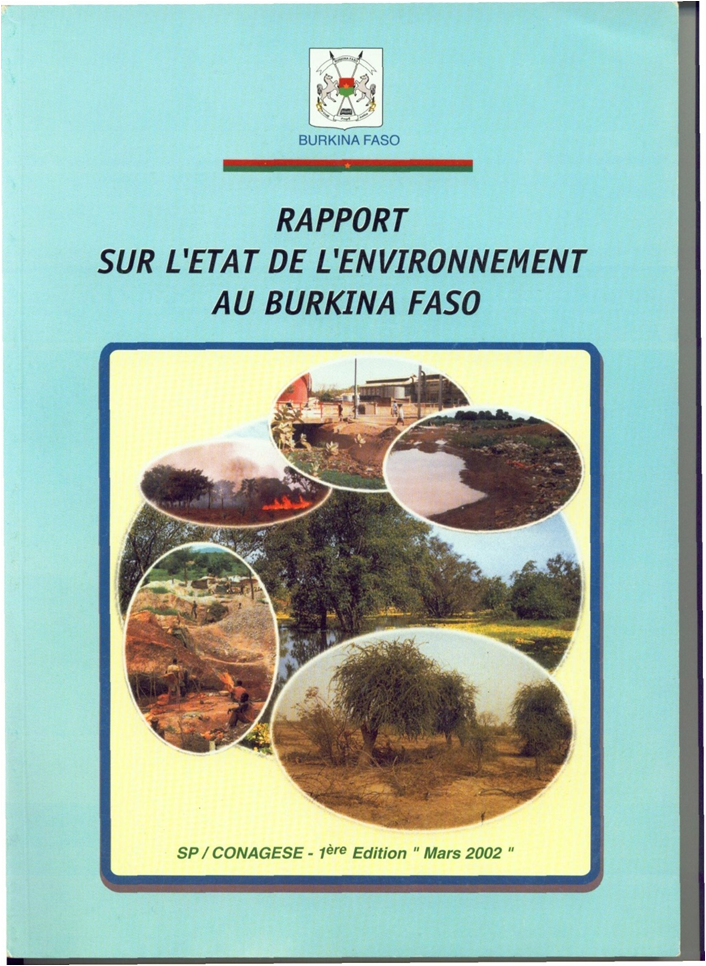 BURKINA FASO
RAPPORT
SUR L'ETAT DE L'ENVIRONNEMENT
AU BURKINA FASO
SP / CONAGESE - 1ère Edition " Mars 2002 "